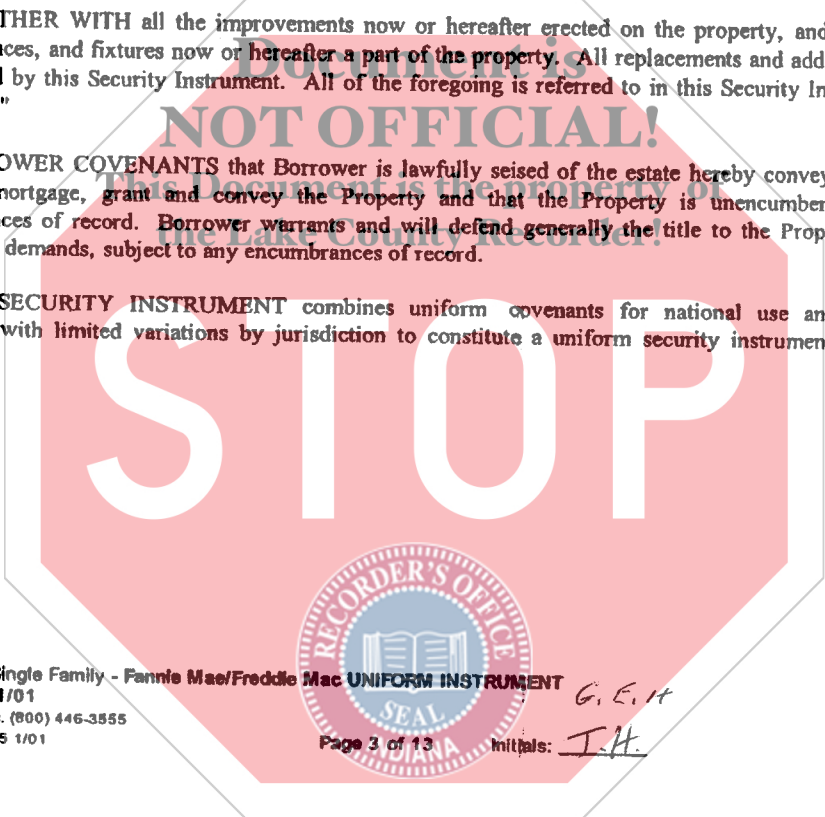 THER WITH all the improvements now or hereafter erected on the property, and
ces, and fixtures now or hereafter a part of the property. All replacements and add
by this Security Instrument. All of the foregoing is referred to in this Security In
"
Document is
NOT OFFICIAL!
This Document is the property of
the Lake County Recorder!
OWER COVENANTS that Borrower is lawfully seised of the estate hereby convey
nortgage, grant and convey the Property and that the Property is unencumber
ces of record. Borrower warrants and will defend generally the title to the Prop
demands, subject to any encumbrances of record.
SECURITY INSTRUMENT combines uniform covenants for national use an
with limited variations by jurisdiction to constitute a uniform security instrumen
STOP
RECORDER'S OFFICE
SEAL
INDIANA
ingle Family - Fannie Mae/Freddie Mac UNIFORM INSTRUMENT
1/01
. (800) 446-3555
5 1/01
G. E. H
Page 3 of 13 Initials: I.H.